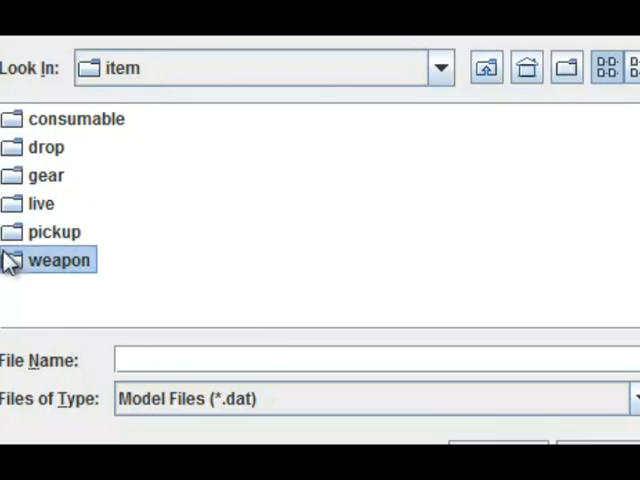 Look In: item
consumable
drop
gear
live
pickup
weapon
File Name:
Files of Type: Model Files (*.dat)